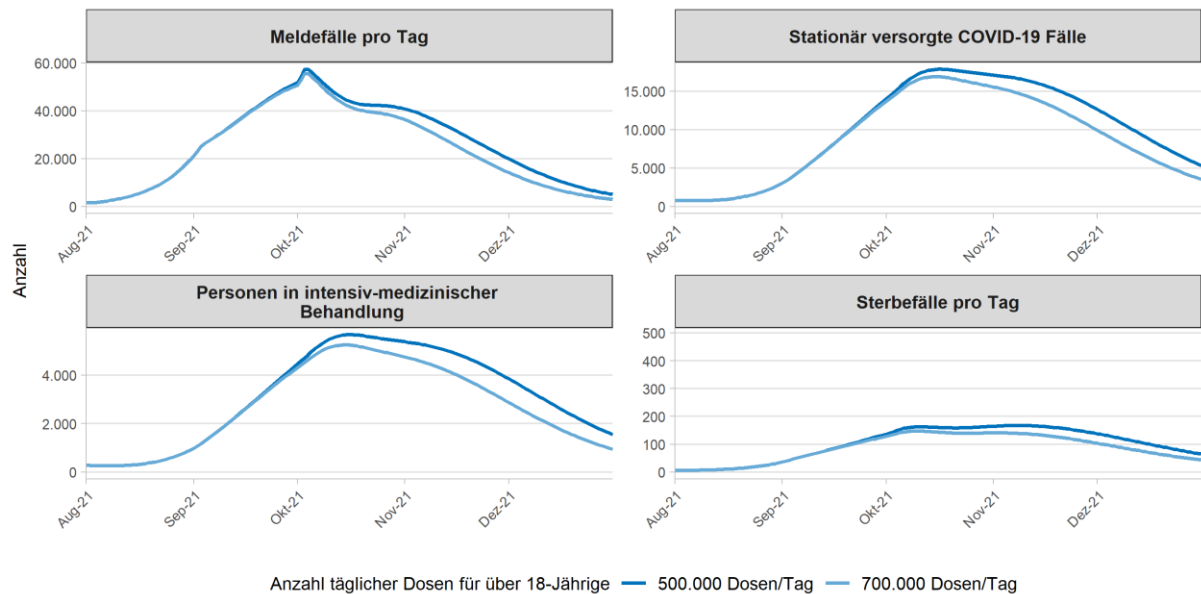 Meldefälle pro Tag
60.000
40.000
20.000
0
Aug-21
Sep-21
Okt-21
Nov-21
Dez-21
Stationär versorgte COVID-19 Fälle
15.000
10.000
5.000
0
Aug-21
Sep-21
Okt-21
Nov-21
Dez-21
Anzahl
Personen in intensiv-medizinischer
Behandlung
4.000
2.000
0
Aug-21
Sep-21
Okt-21
Nov-21
Dez-21
Sterbefälle pro Tag
500
400
300
200
100
0
Aug-21
Sep-21
Okt-21
Nov-21
Dez-21
Anzahl täglicher Dosen für über 18-Jährige 500.000 Dosen/Tag 700.000 Dosen/Tag